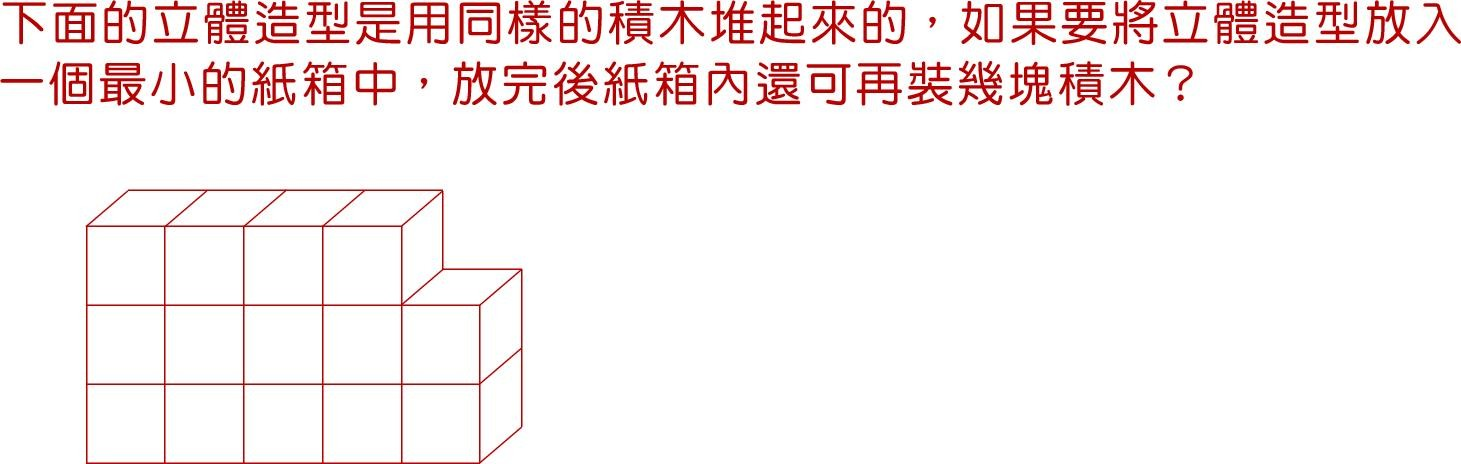 下面的立體造型是用同樣的積木堆起來的，如果要將立體造型放入
一個最小的紙箱中，放完後紙箱內還可再裝幾塊積木？